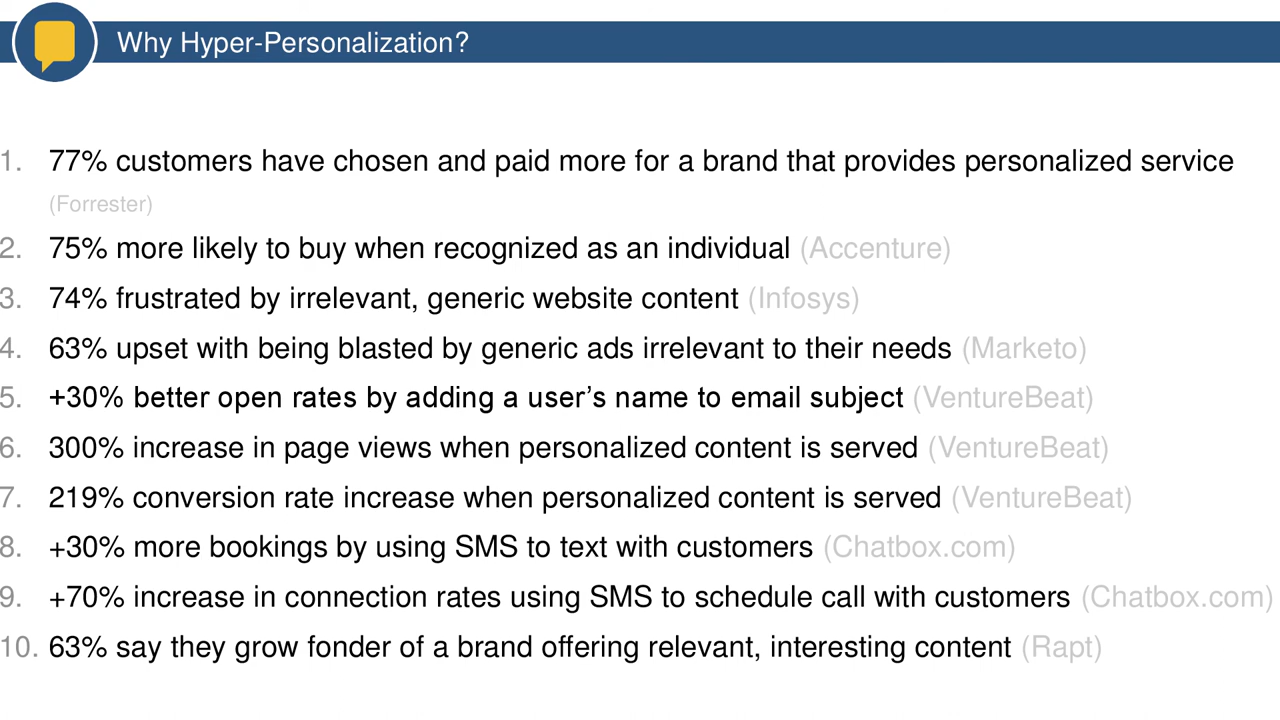 Why Hyper-Personalization?
1. 77% customers have chosen and paid more for a brand that provides personalized service
(Forrester)
2. 75% more likely to buy when recognized as an individual (Accenture)
3. 74% frustrated by irrelevant, generic website content (Infosys)
4. 63% upset with being blasted by generic ads irrelevant to their needs (Marketo)
5. +30% better open rates by adding a user’s name to email subject (VentureBeat)
6. 300% increase in page views when personalized content is served (VentureBeat)
7. 219% conversion rate increase when personalized content is served (VentureBeat)
8. +30% more bookings by using SMS to text with customers (Chatbox.com)
9. +70% increase in connection rates using SMS to schedule call with customers (Chatbox.com)
10. 63% say they grow fonder of a brand offering relevant, interesting content (Rapt)